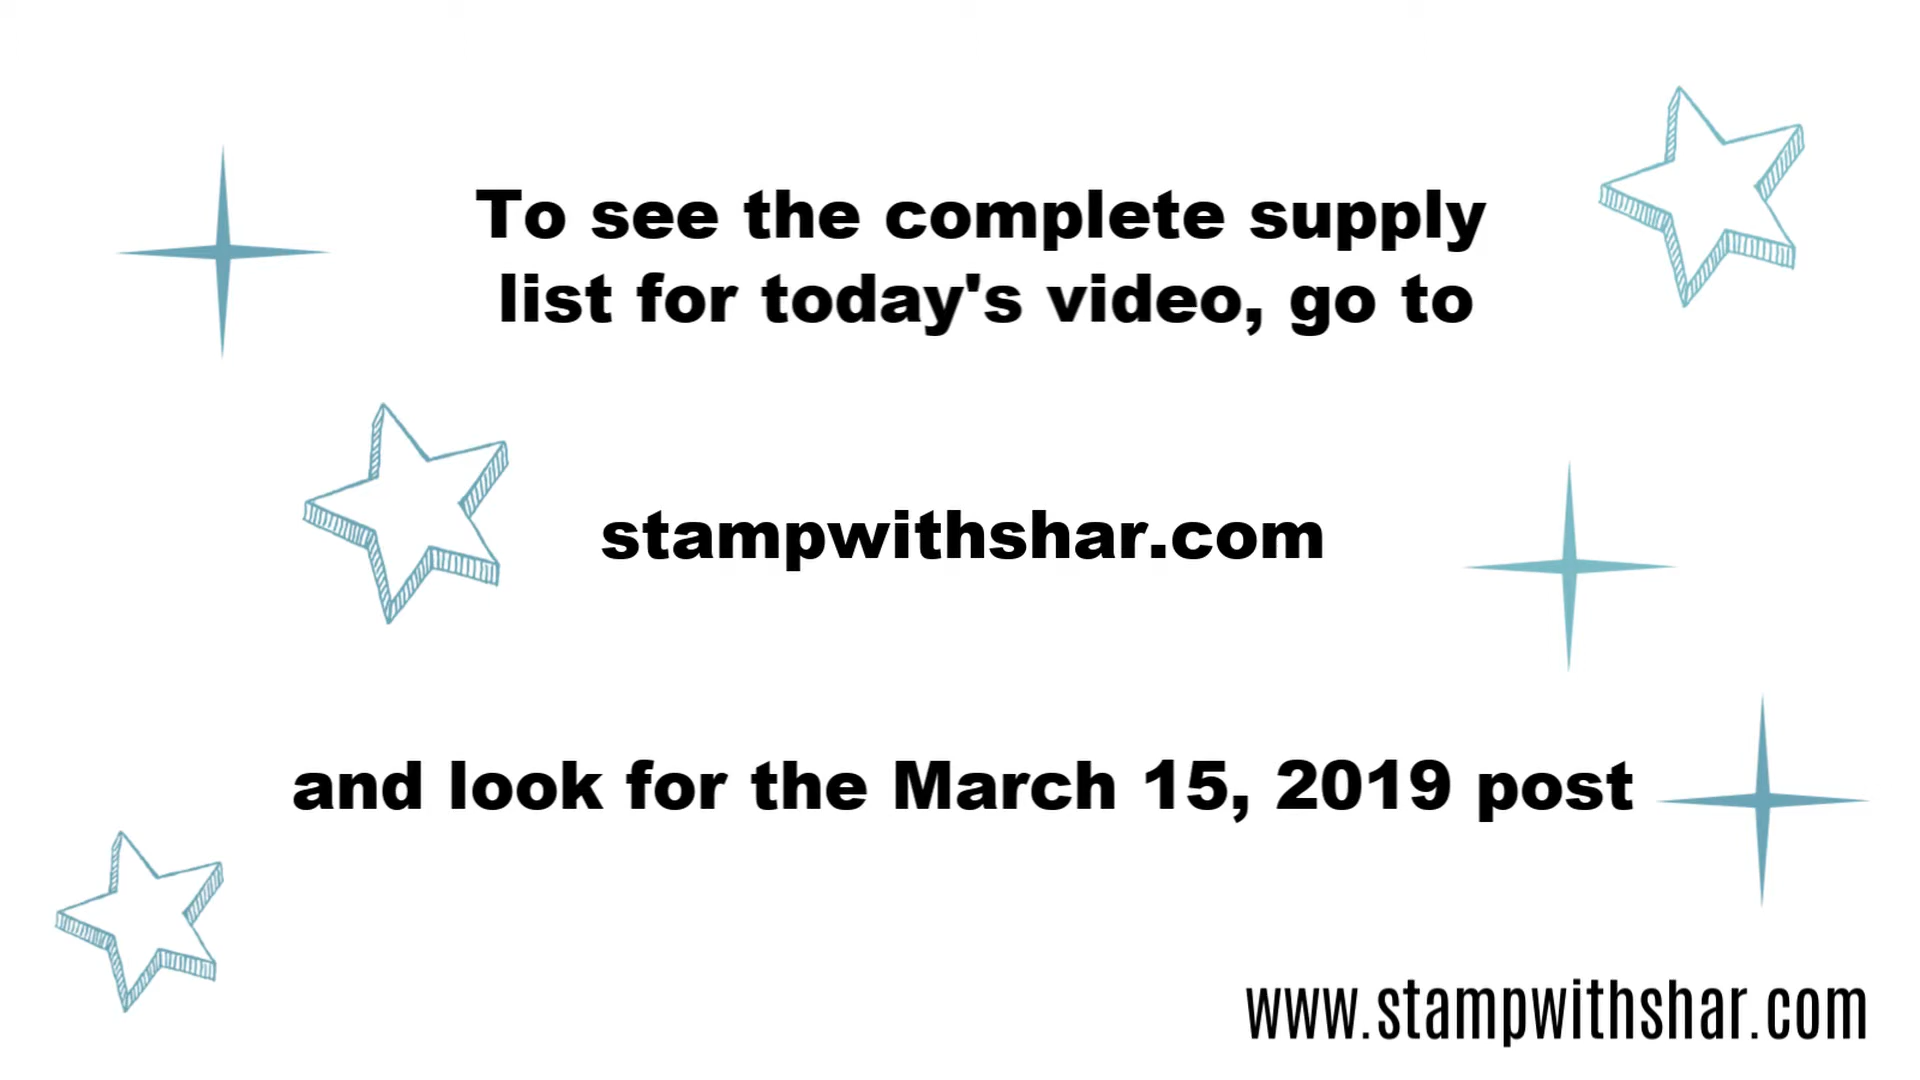 To see the complete supply
list for today's video, go to
stampwithshar.com
and look for the March 15, 2019 post
www.stampwithshar.com